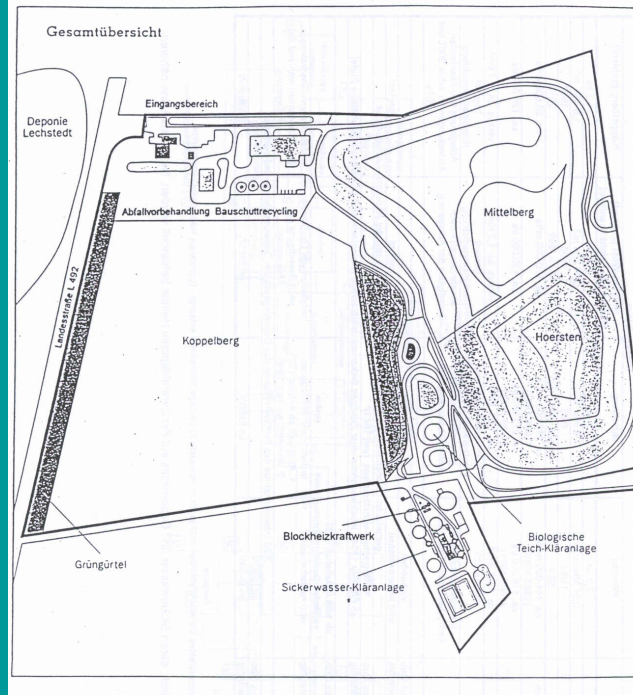 Gesamtübersicht
Deponie
Lechstedt
Eingangsbereich
Abfallvorbehandlung Bauschuttrecycling
Mittelberg
Landesstraße L 492
Koppelberg
Hoersten
Blockheizkraftwerk
Biologische
Teich-Kläranlage
Grüngürtel
Sickerwasser-Kläranlage